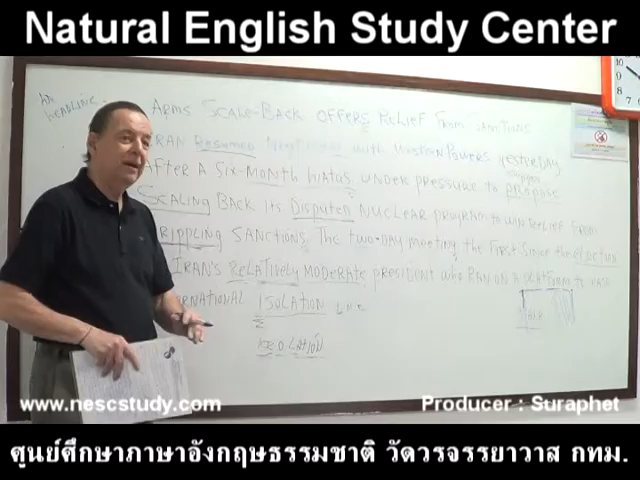 Natural English Study Center
HEADLINE
ARMS SCALE-BACK OFFERS RELIEF FROM SANCTIONS
IRAN RESUMED NEGOTIATIONS WITH WESTERN POWERS YESTERDAY
AFTER A SIX-MONTH HIATUS UNDER PRESSURE TO PROPOSE
SCALING BACK ITS DISPUTED NUCLEAR PROGRAM TO WIN RELIEF FROM
CRIPPLING SANCTIONS. THE TWO-DAY MEETING, THE FIRST SINCE THE ELECTION
IRAN'S RELATIVELY MODERATE PRESIDENT WHO RAN ON A PLATFORM TO EASE
ISOLATION
www.nescstudy.com
Producer : Suraphet
ศูนย์ศึกษาภาษาอังกฤษธรรมชาติ วัดวรจรรยาวาส กทม.